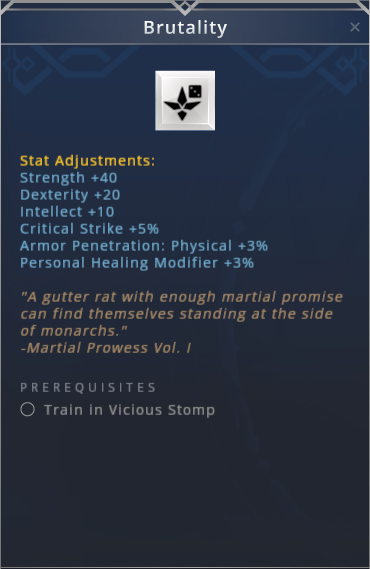 Brutality
Stat Adjustments:
Strength +40
Dexterity +20
Intellect +10
Critical Strike +5%
Armor Penetration: Physical +3%
Personal Healing Modifier +3%
"A gutter rat with enough martial promise
can find themselves standing at the side
of monarchs."
-Martial Prowess Vol. I
PREREQUISITES
Train in Vicious Stomp